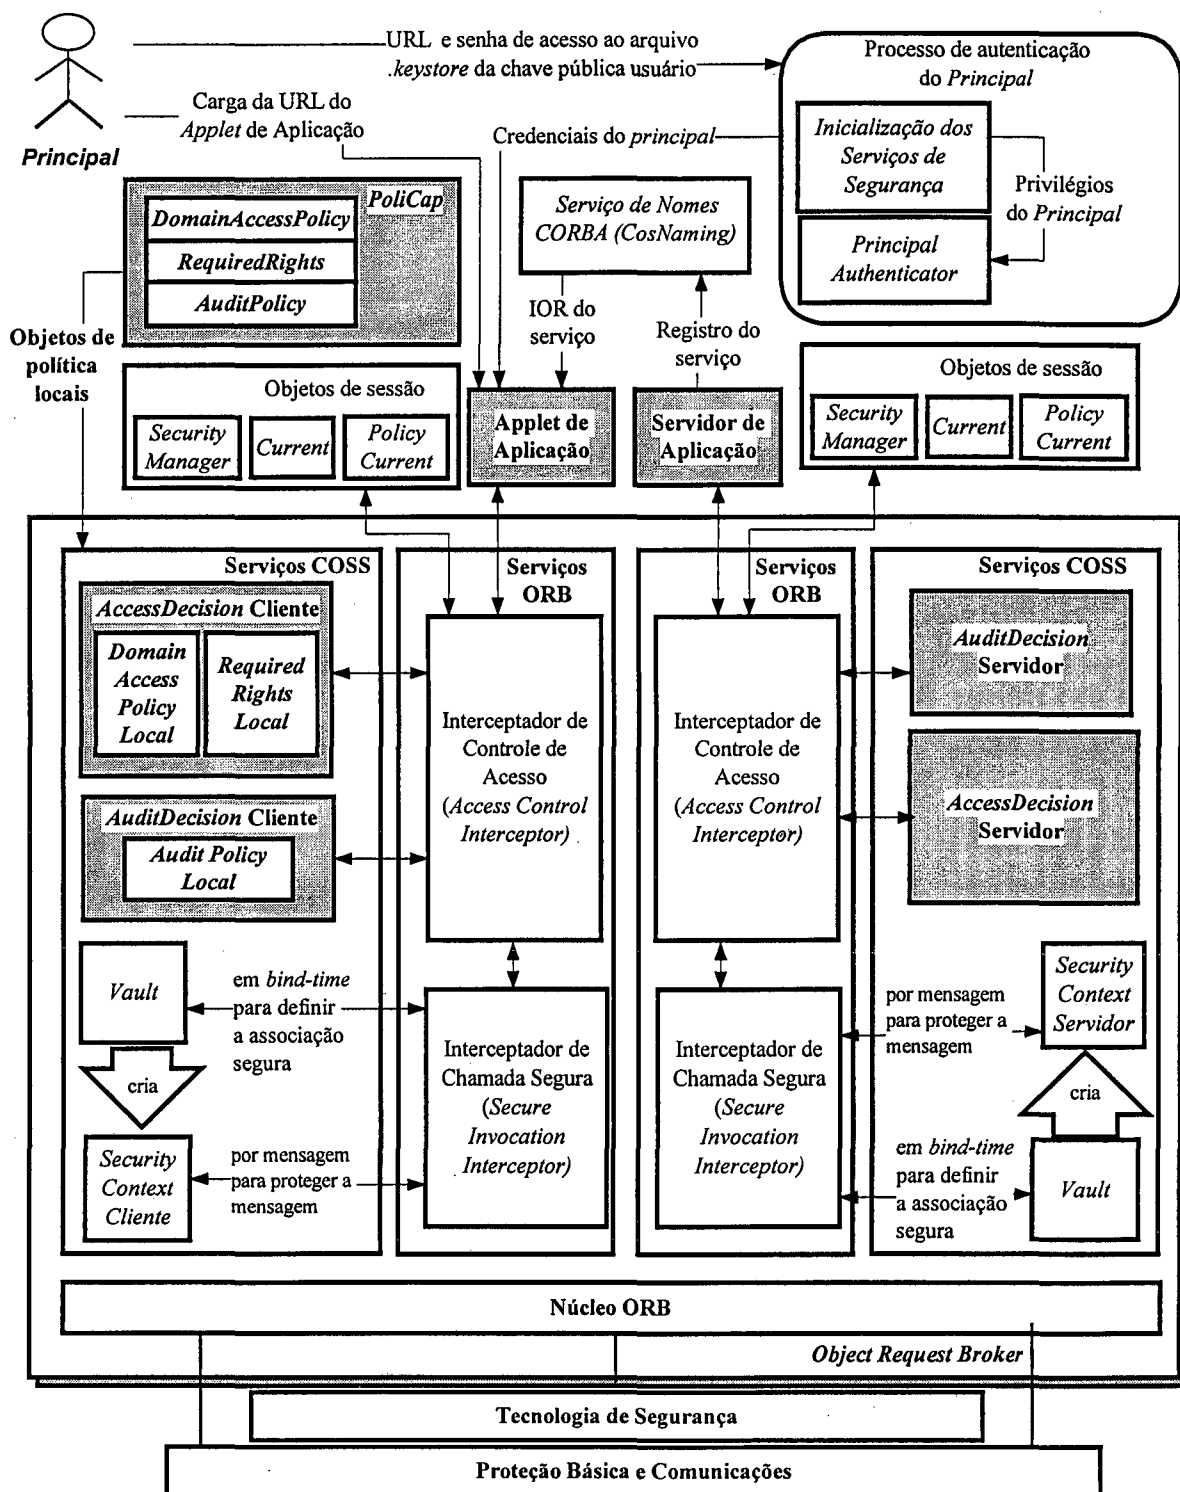 URL e senha de acesso ao arquivo
.keystore da chave pública usuário
Processo de autenticação
do Principal
Carga da URL do
Applet de Aplicação
Principal
Credenciais do principal
Inicialização dos
Serviços de
Segurança
Privilégios
do Principal
Principal
Authenticator
PoliCap
DomainAccessPolicy
RequiredRights
AuditPolicy
Serviço de Nomes
CORBA (CosNaming)
IOR do
serviço
Registro do
serviço
Objetos de
política
locais
Objetos de sessão
Security
Manager
Current
Policy
Current
Applet de
Aplicação
Servidor de
Aplicação
Objetos de sessão
Security
Manager
Current
Policy
Current
Serviços COSS
AccessDecision Cliente
Domain
Access
Policy
Local
Required
Rights
Local
AuditDecision Cliente
Audit Policy
Local
Vault
em bind-time
para definir
a associação
segura
cria
Security
Context
Cliente
por mensagem
para proteger a
mensagem
Serviços
ORB
Interceptador de
Controle de
Acesso
(Access Control
Interceptor)
Interceptador de
Chamada Segura
(Secure
Invocation
Interceptor)
Serviços
ORB
Interceptador de
Controle de
Acesso
(Access Control
Interceptor)
Interceptador de
Chamada Segura
(Secure
Invocation
Interceptor)
Serviços COSS
AuditDecision
Servidor
AccessDecision
Servidor
por mensagem
para proteger a
mensagem
Security
Context
Servidor
cria
em bind-time
para definir
a associação
segura
Vault
Núcleo ORB
Object Request Broker
Tecnologia de Segurança
Proteção Básica e Comunicações